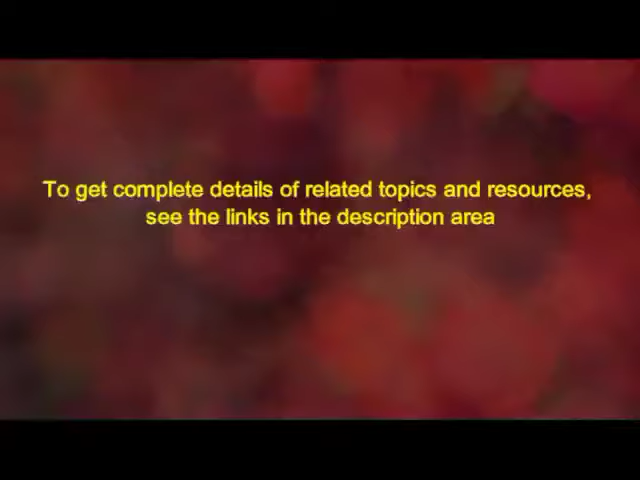 To get complete details of related topics and resources,
see the links in the description area